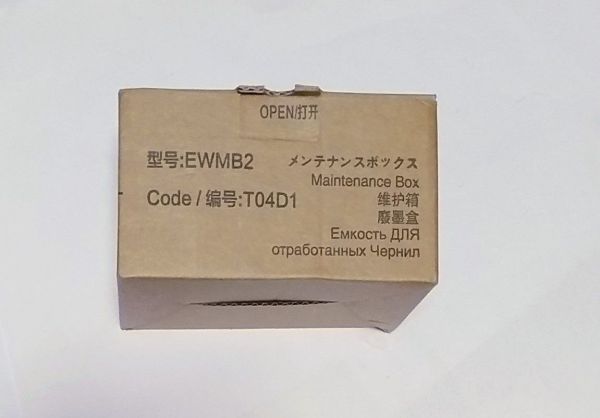 OPEN/打开
型号:EWMB2
Code / 编号:T04D1
メンテナンスボックス
Maintenance Box
维护箱
廢墨盒
Емкость ДЛЯ
отработанных Чернил